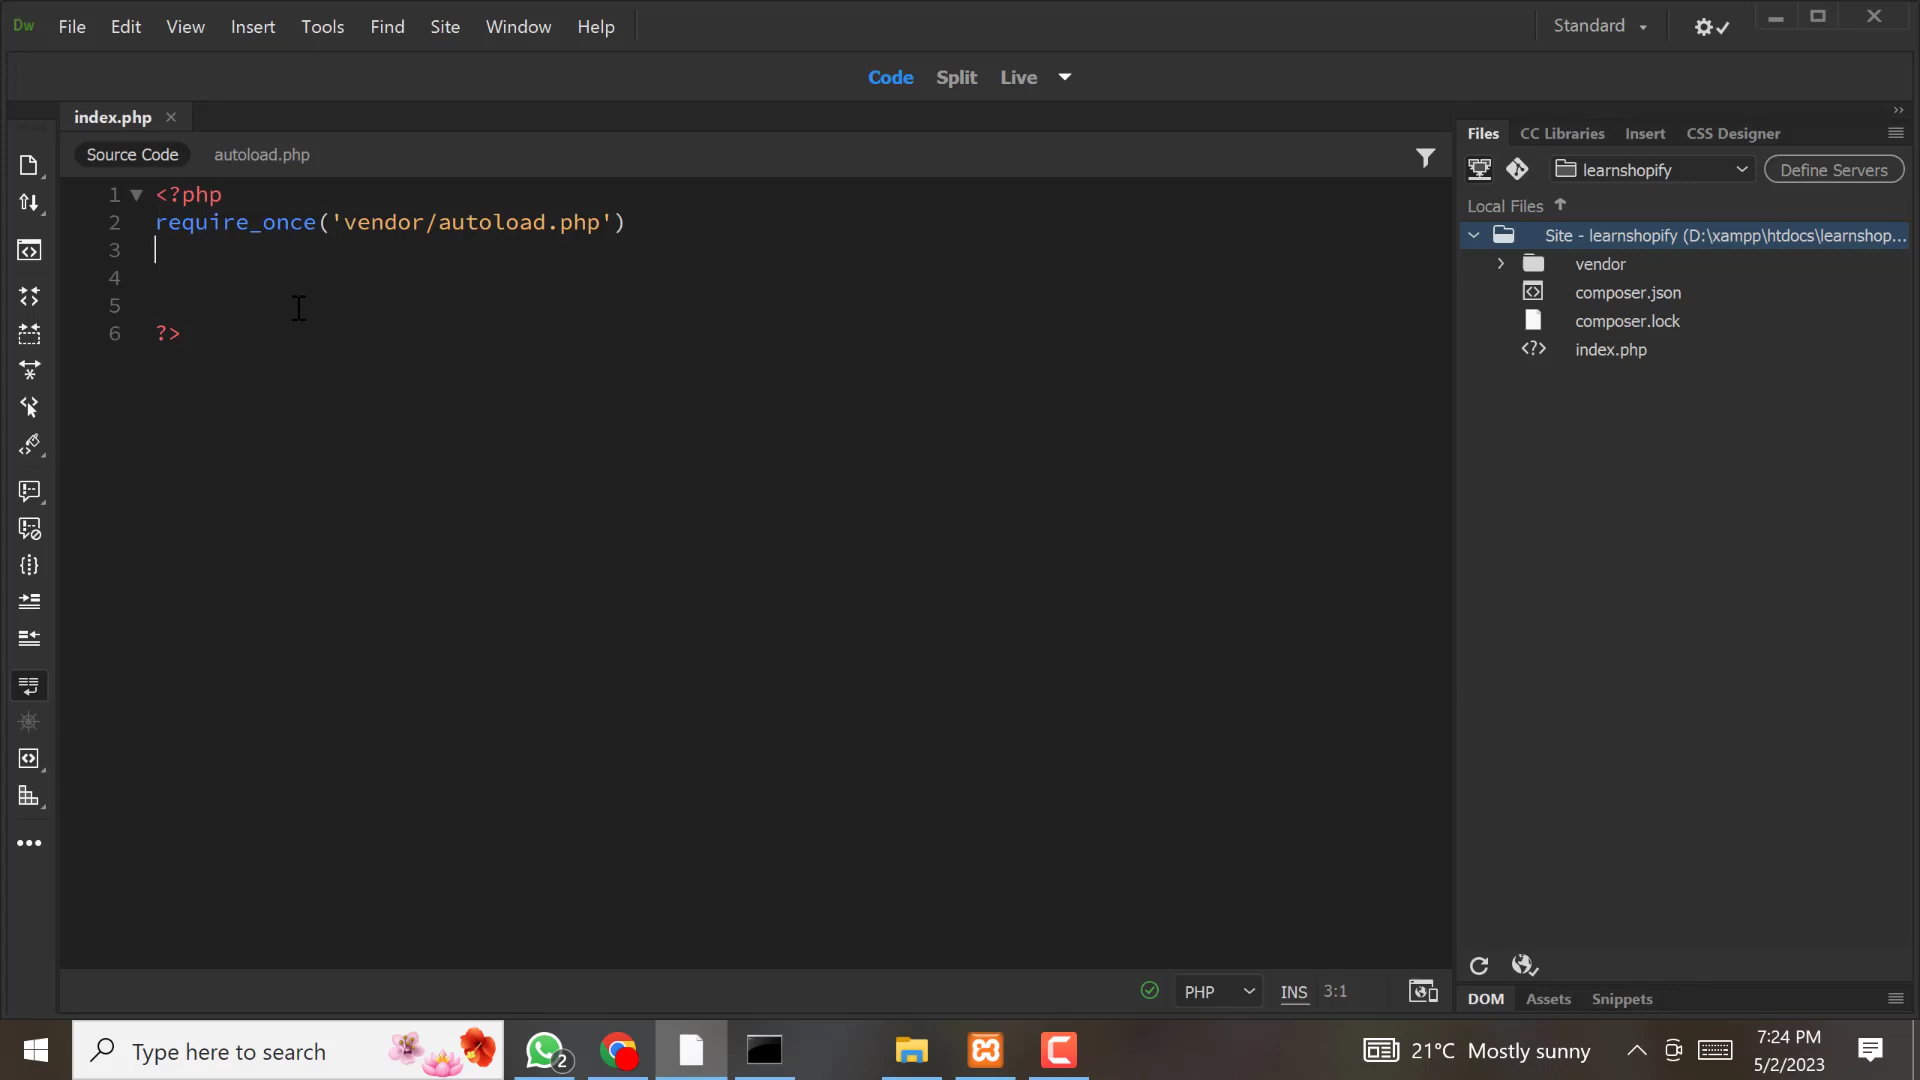 Dw File Edit View Insert Tools Find Site Window Help Standard
Code Split Live
index.php
Files CC Libraries Insert CSS Designer
Source Code autoload.php
learnshopify Define Servers
Local Files
1 <?php
2 require_once('vendor/autoload.php')
3
4
5
6 ?>
Site - learnshopify (D:\xampp\htdocs\learnshop...
vendor
composer.json
composer.lock
index.php
PHP INS 3:1
DOM Assets Snippets
Type here to search
2
21°C Mostly sunny
7:24 PM
5/2/2023